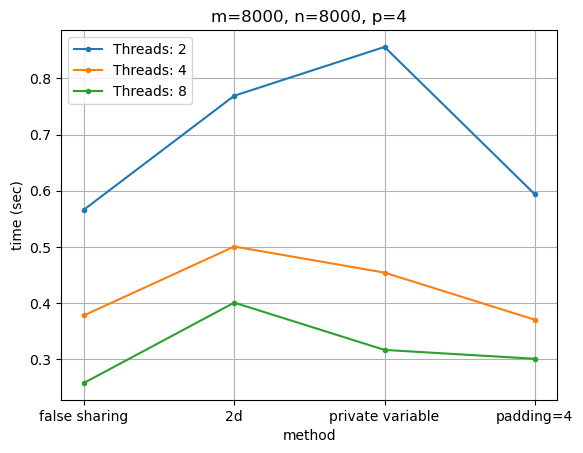 m=8000, n=8000, p=4
Threads: 2
Threads: 4
Threads: 8
0.8
0.7
0.6
0.5
0.4
0.3
time (sec)
false sharing 2d private variable padding=4
method